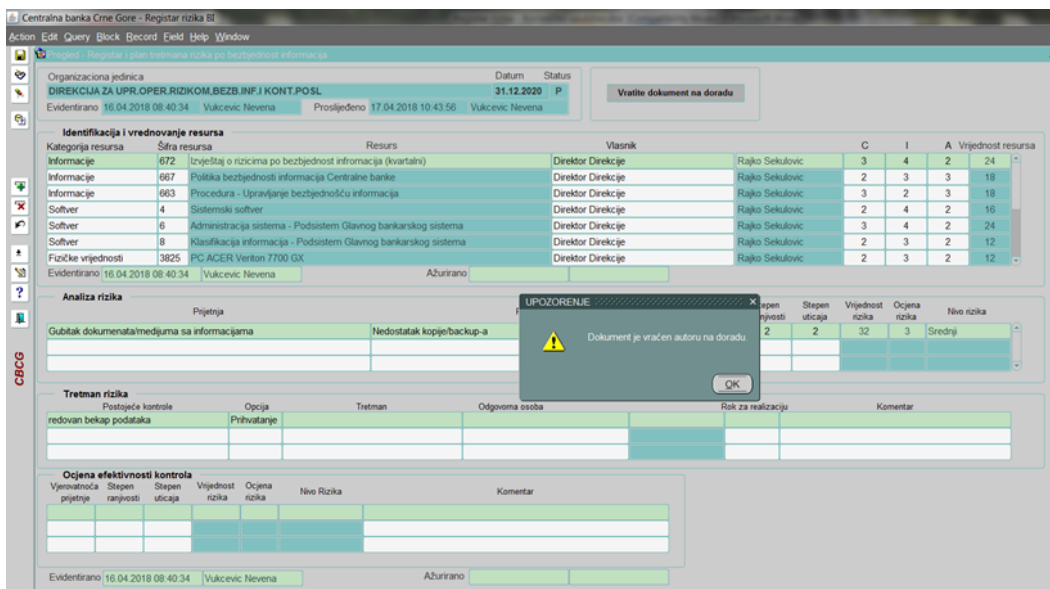 Centralna banka Crne Gore - Registar rizika BI
Action Edit Query Block Record Field Help Window
Pregled - Registar i plan tretmana rizika po bezbjednost informacija
Organizaciona jedinica Datum Status
DIREKCIJA ZA UPR.OPER.RIZIKOM,BEZB.INF.I KONT.POSL 31.12.2020 P
Vratite dokument na doradu
Evidentirano 16.04.2018 08:40:34 Vukcevic Nevena Proslijeđeno 17.04.2018 10:43:56 Vukcevic Nevena
Identifikacija i vrednovanje resursa
Kategorija resursa Šifra resursa Resurs Vlasnik C I A Vrijednost resursa
Informacije 672 Izvještaj o rizicima po bezbjednost infromacija (kvartalni) Direktor Direkcije Rajko Sekulovic 3 4 2 24
Informacije 667 Politika bezbjednosti informacija Centralne banke Direktor Direkcije Rajko Sekulovic 2 3 3 18
Informacije 663 Procedura - Upravljanje bezbjednošću informacija Direktor Direkcije Rajko Sekulovic 3 2 3 18
Softver 4 Sistemski softver Direktor Direkcije Rajko Sekulovic 2 4 2 16
Softver 6 Administracija sistema - Podsistem Glavnog bankarskog sistema Direktor Direkcije Rajko Sekulovic 3 4 2 24
Softver 8 Klasifikacija informacija - Podsistem Glavnog bankarskog sistema Direktor Direkcije Rajko Sekulovic 2 3 2 12
Fizičke vrijednosti 3825 PC ACER Veriton 7700 GX Direktor Direkcije Rajko Sekulovic 2 3 2 12
Evidentirano 16.04.2018 08:40:34 Vukcevic Nevena Ažurirano
Analiza rizika
Prijetnja Stepen uticaja Vrijednost rizika Ocjena rizika Nivo rizika
Gubitak dokumenata/medijuma sa informacijama Nedostatak kopije/backup-a 2 2 32 3 Srednji
UPOZORENJE
Dokument je vraćen autoru na doradu.
OK
CBCG
Tretman rizika
Postojeće kontrole Opcija Tretman Odgovorna osoba Rok za realizaciju Komentar
redovan bekap podataka Prihvatanje
Ocjena efektivnosti kontrola
Vjerovatnoća prijetnje Stepen ranjivosti Stepen uticaja Vrijednost rizika Ocjena rizika Nivo Rizika Komentar
Evidentirano 16.04.2018 08:40:34 Vukcevic Nevena Ažurirano